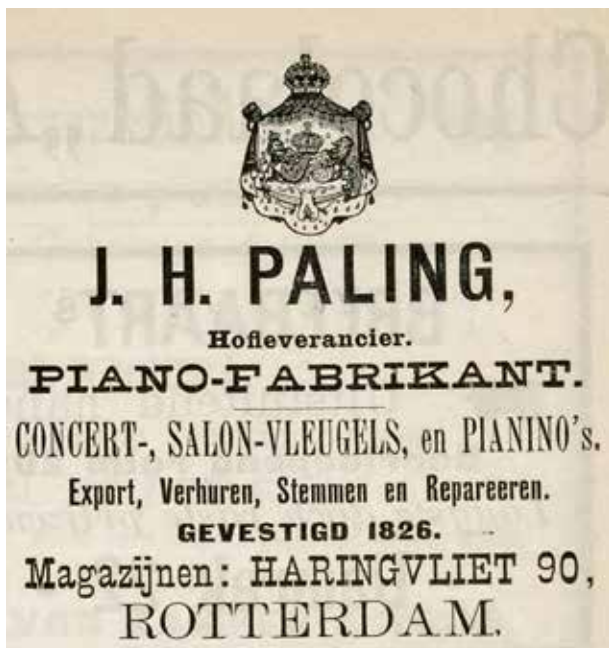 J. H. PALING,
Hofleverancier.
PIANO-FABRIKANT.
CONCERT-, SALON-VLEUGELS, en PIANINO's.
Export, Verhuren, Stemmen en Repareeren.
GEVESTIGD 1826.
Magazijnen: HARINGVLIET 90,
ROTTERDAM.